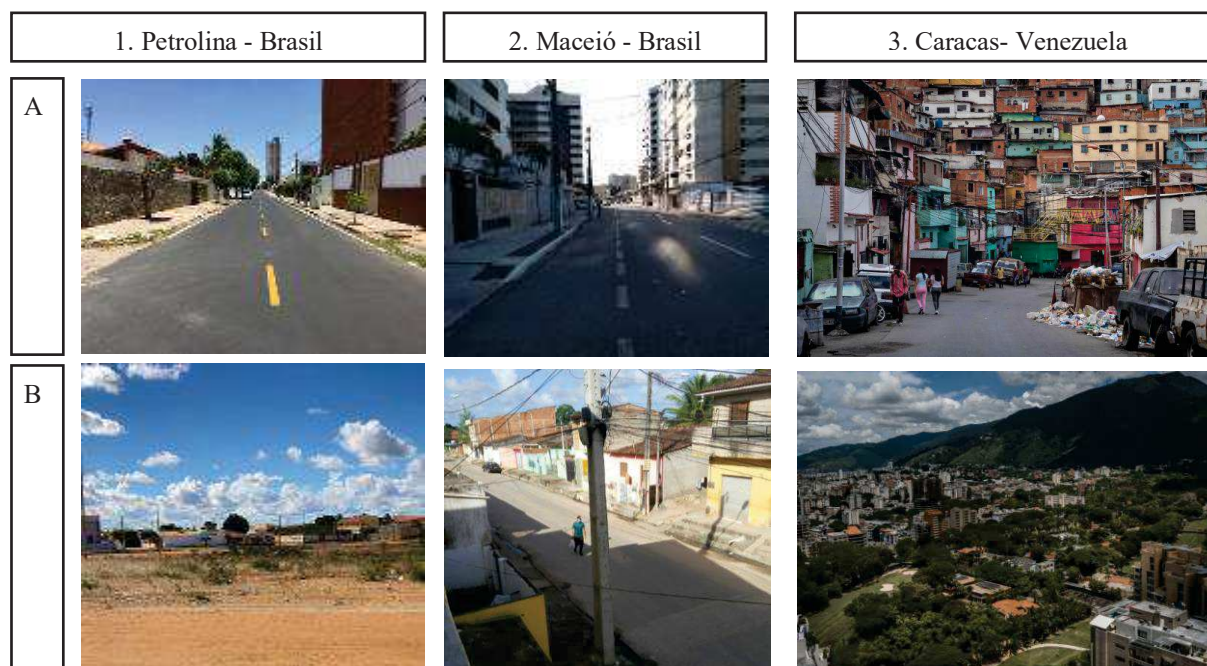 1. Petrolina - Brasil
2. Maceió - Brasil
3. Caracas- Venezuela
A
B